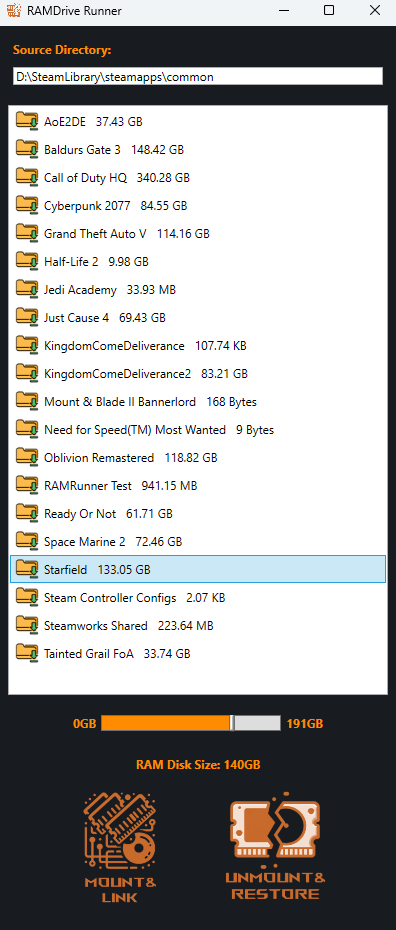 RAMDrive Runner
Source Directory:
D:\SteamLibrary\steamapps\common
AoE2DE 37.43 GB
Baldurs Gate 3 148.42 GB
Call of Duty HQ 340.28 GB
Cyberpunk 2077 84.55 GB
Grand Theft Auto V 114.16 GB
Half-Life 2 9.98 GB
Jedi Academy 33.93 MB
Just Cause 4 69.43 GB
KingdomComeDeliverance 107.74 KB
KingdomComeDeliverance2 83.21 GB
Mount & Blade II Bannerlord 168 Bytes
Need for Speed(TM) Most Wanted 9 Bytes
Oblivion Remastered 118.82 GB
RAMRunner Test 941.15 MB
Ready Or Not 61.71 GB
Space Marine 2 72.46 GB
Starfield 133.05 GB
Steam Controller Configs 2.07 KB
Steamworks Shared 223.64 MB
Tainted Grail FoA 33.74 GB
0GB 191GB
RAM Disk Size: 140GB
MOUNT& UNMOUNT&
LINK RESTORE